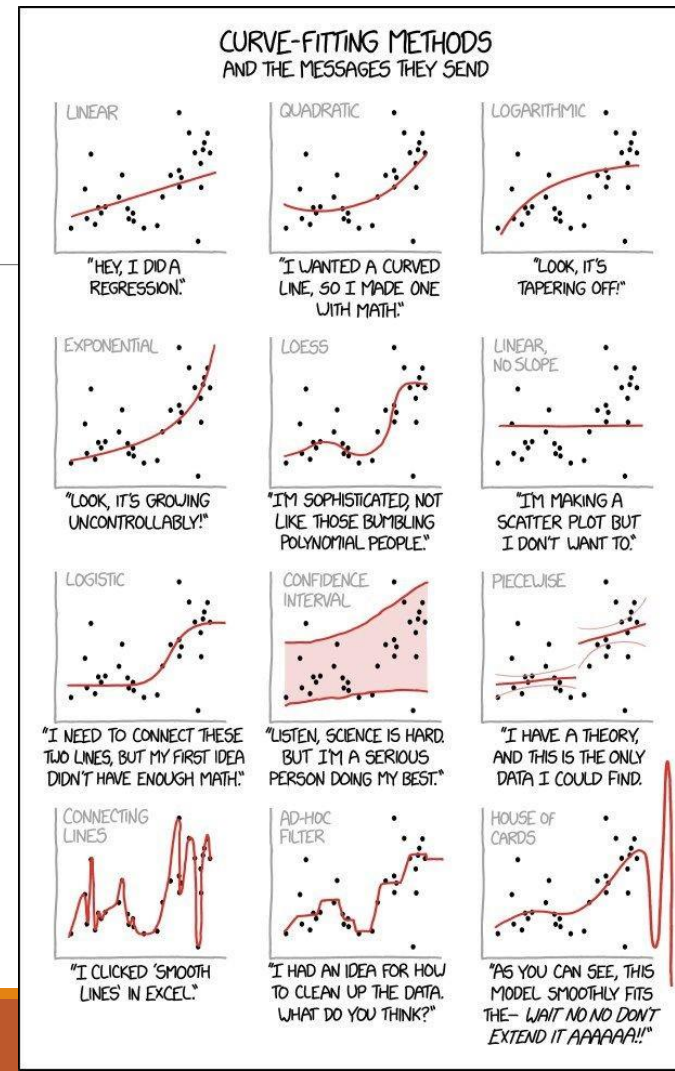 CURVE-FITTING METHODS
AND THE MESSAGES THEY SEND
LINEAR
"HEY, I DID A
REGRESSION."
QUADRATIC
"I WANTED A CURVED
LINE, SO I MADE ONE
WITH MATH."
LOGARITHMIC
"LOOK, IT'S
TAPERING OFF!"
EXPONENTIAL
"LOOK, IT'S GROWING
UNCONTROLLABLY!"
LOESS
"I'M SOPHISTICATED, NOT
LIKE THOSE BUMBLING
POLYNOMIAL PEOPLE."
LINEAR,
NO SLOPE
"I'M MAKING A
SCATTER PLOT BUT
I DON'T WANT TO."
LOGISTIC
"I NEED TO CONNECT THESE
TWO LINES, BUT MY FIRST IDEA
DIDN'T HAVE ENOUGH MATH."
CONFIDENCE
INTERVAL
"LISTEN, SCIENCE IS HARD.
BUT I'M A SERIOUS
PERSON DOING MY BEST."
PIECEWISE
"I HAVE A THEORY,
AND THIS IS THE ONLY
DATA I COULD FIND.
CONNECTING
LINES
"I CLICKED 'SMOOTH
LINES' IN EXCEL."
AD-HOC
FILTER
"I HAD AN IDEA FOR HOW
TO CLEAN UP THE DATA.
WHAT DO YOU THINK?"
HOUSE OF
CARDS
"AS YOU CAN SEE, THIS
MODEL SMOOTHLY FITS
THE- WAIT NO NO DON'T
EXTEND IT AAAAAA!!"